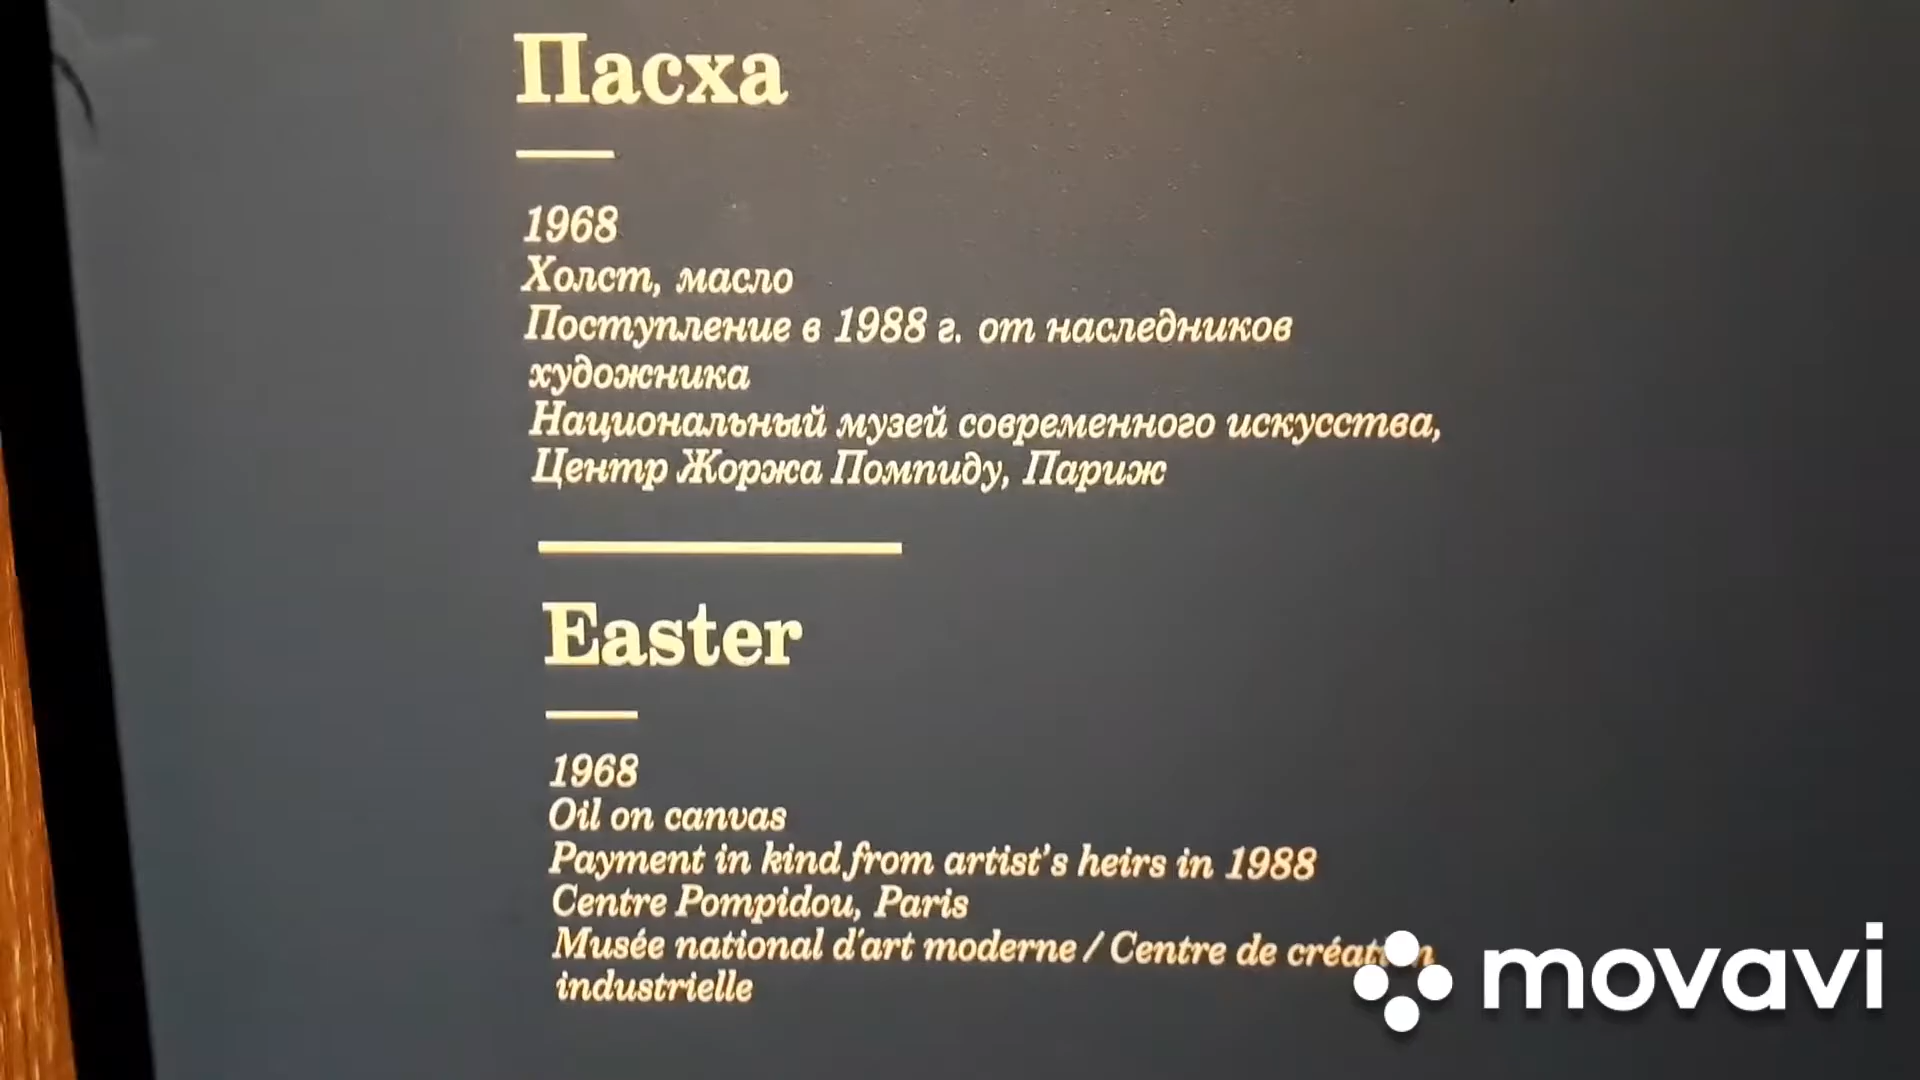 Пасха
1968
Холст, масло
Поступление в 1988 г. от наследников
художника
Национальный музей современного искусства,
Центр Жоржа Помпиду, Париж
Easter
1968
Oil on canvas
Payment in kind from artist's heirs in 1988
Centre Pompidou, Paris
Musée national d'art moderne / Centre de création
industrielle
movavi